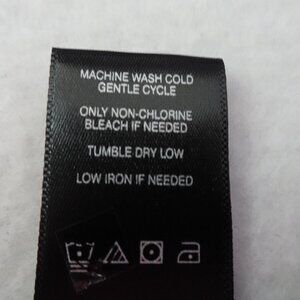 MACHINE WASH COLD
GENTLE CYCLE
ONLY NON-CHLORINE
BLEACH IF NEEDED
TUMBLE DRY LOW
LOW IRON IF NEEDED